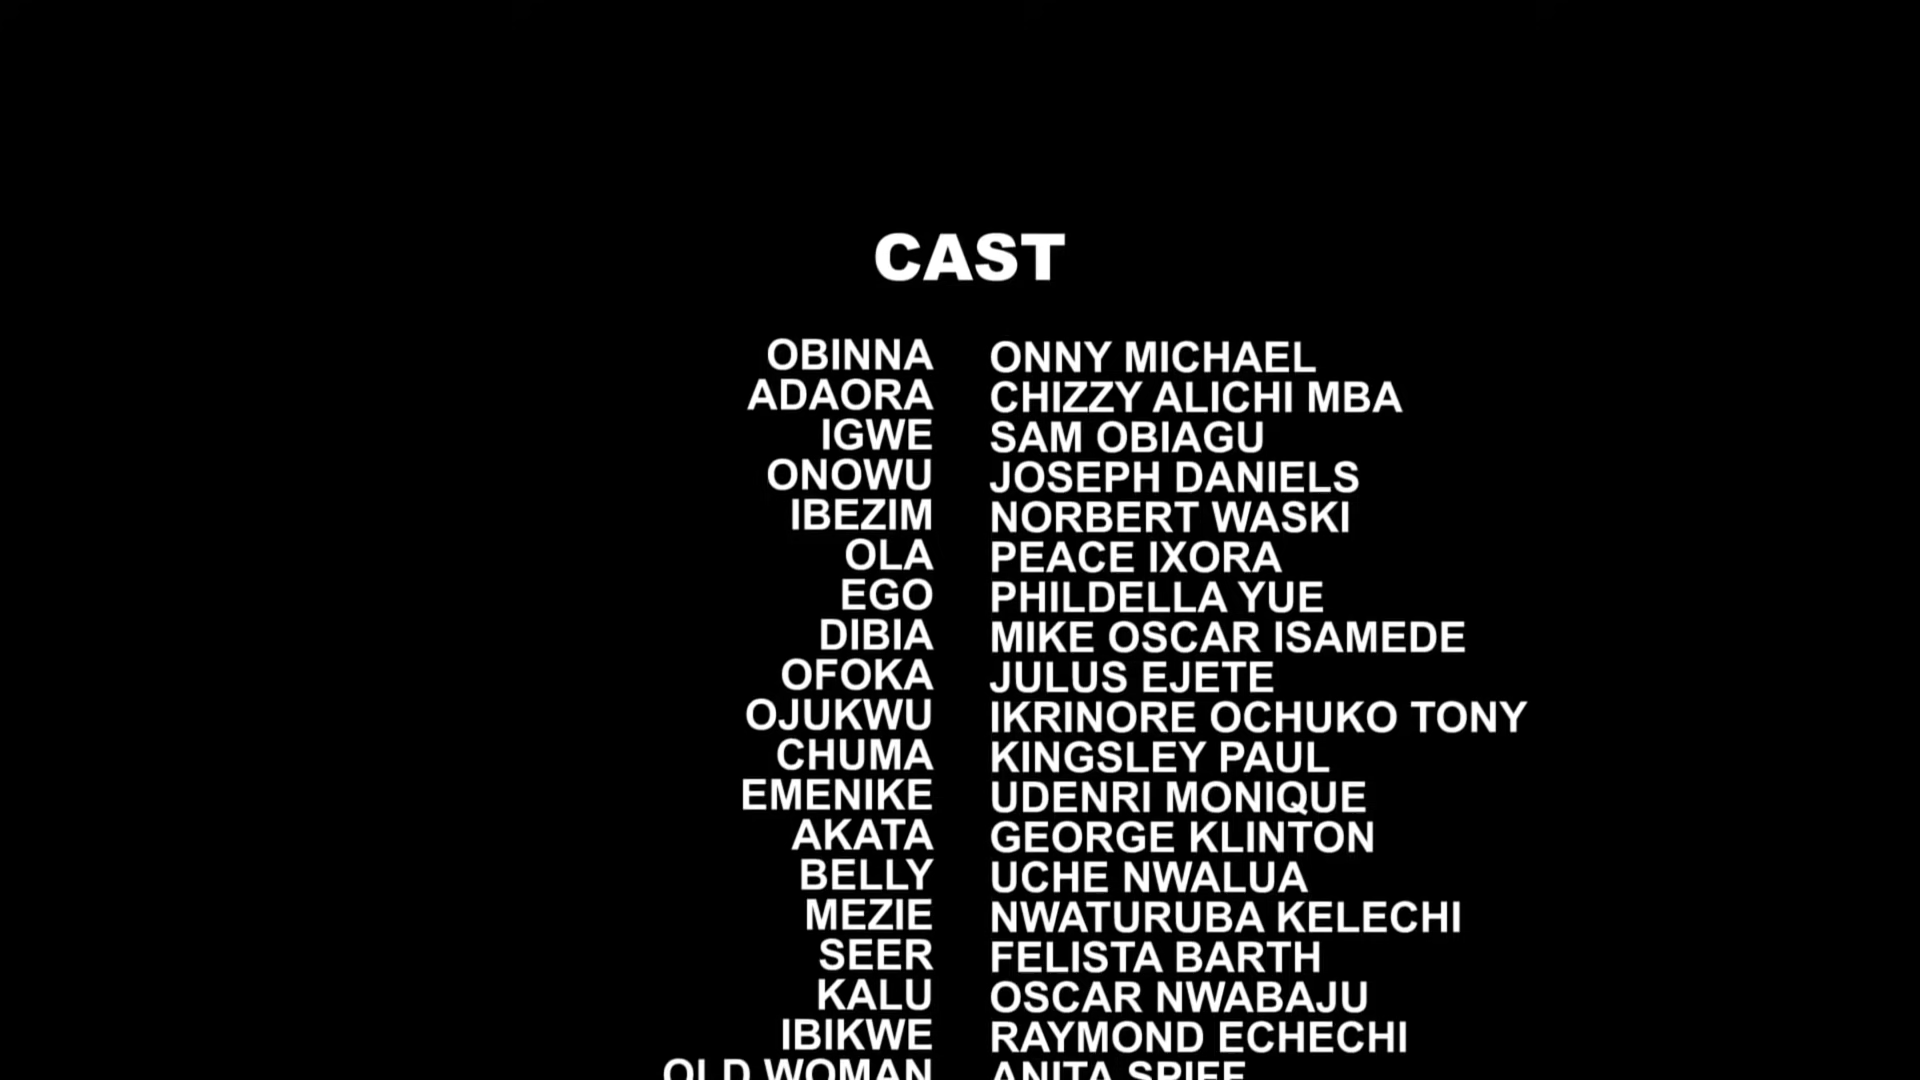 CAST
OBINNA ONNY MICHAEL
ADAORA CHIZZY ALICHI MBA
IGWE SAM OBIAGU
ONOWU JOSEPH DANIELS
IBEZIM NORBERT WASKI
OLA PEACE IXORA
EGO PHILDELLA YUE
DIBIA MIKE OSCAR ISAMEDE
OFOKA JULUS EJETE
OJUKWU IKRINORE OCHUKO TONY
CHUMA KINGSLEY PAUL
EMENIKE UDENRI MONIQUE
AKATA GEORGE KLINTON
BELLY UCHE NWALUA
MEZIE NWATURUBA KELECHI
SEER FELISTA BARTH
KALU OSCAR NWABAJU
IBIKWE RAYMOND ECHECHI
OLD WOMAN ANITA SPIFF